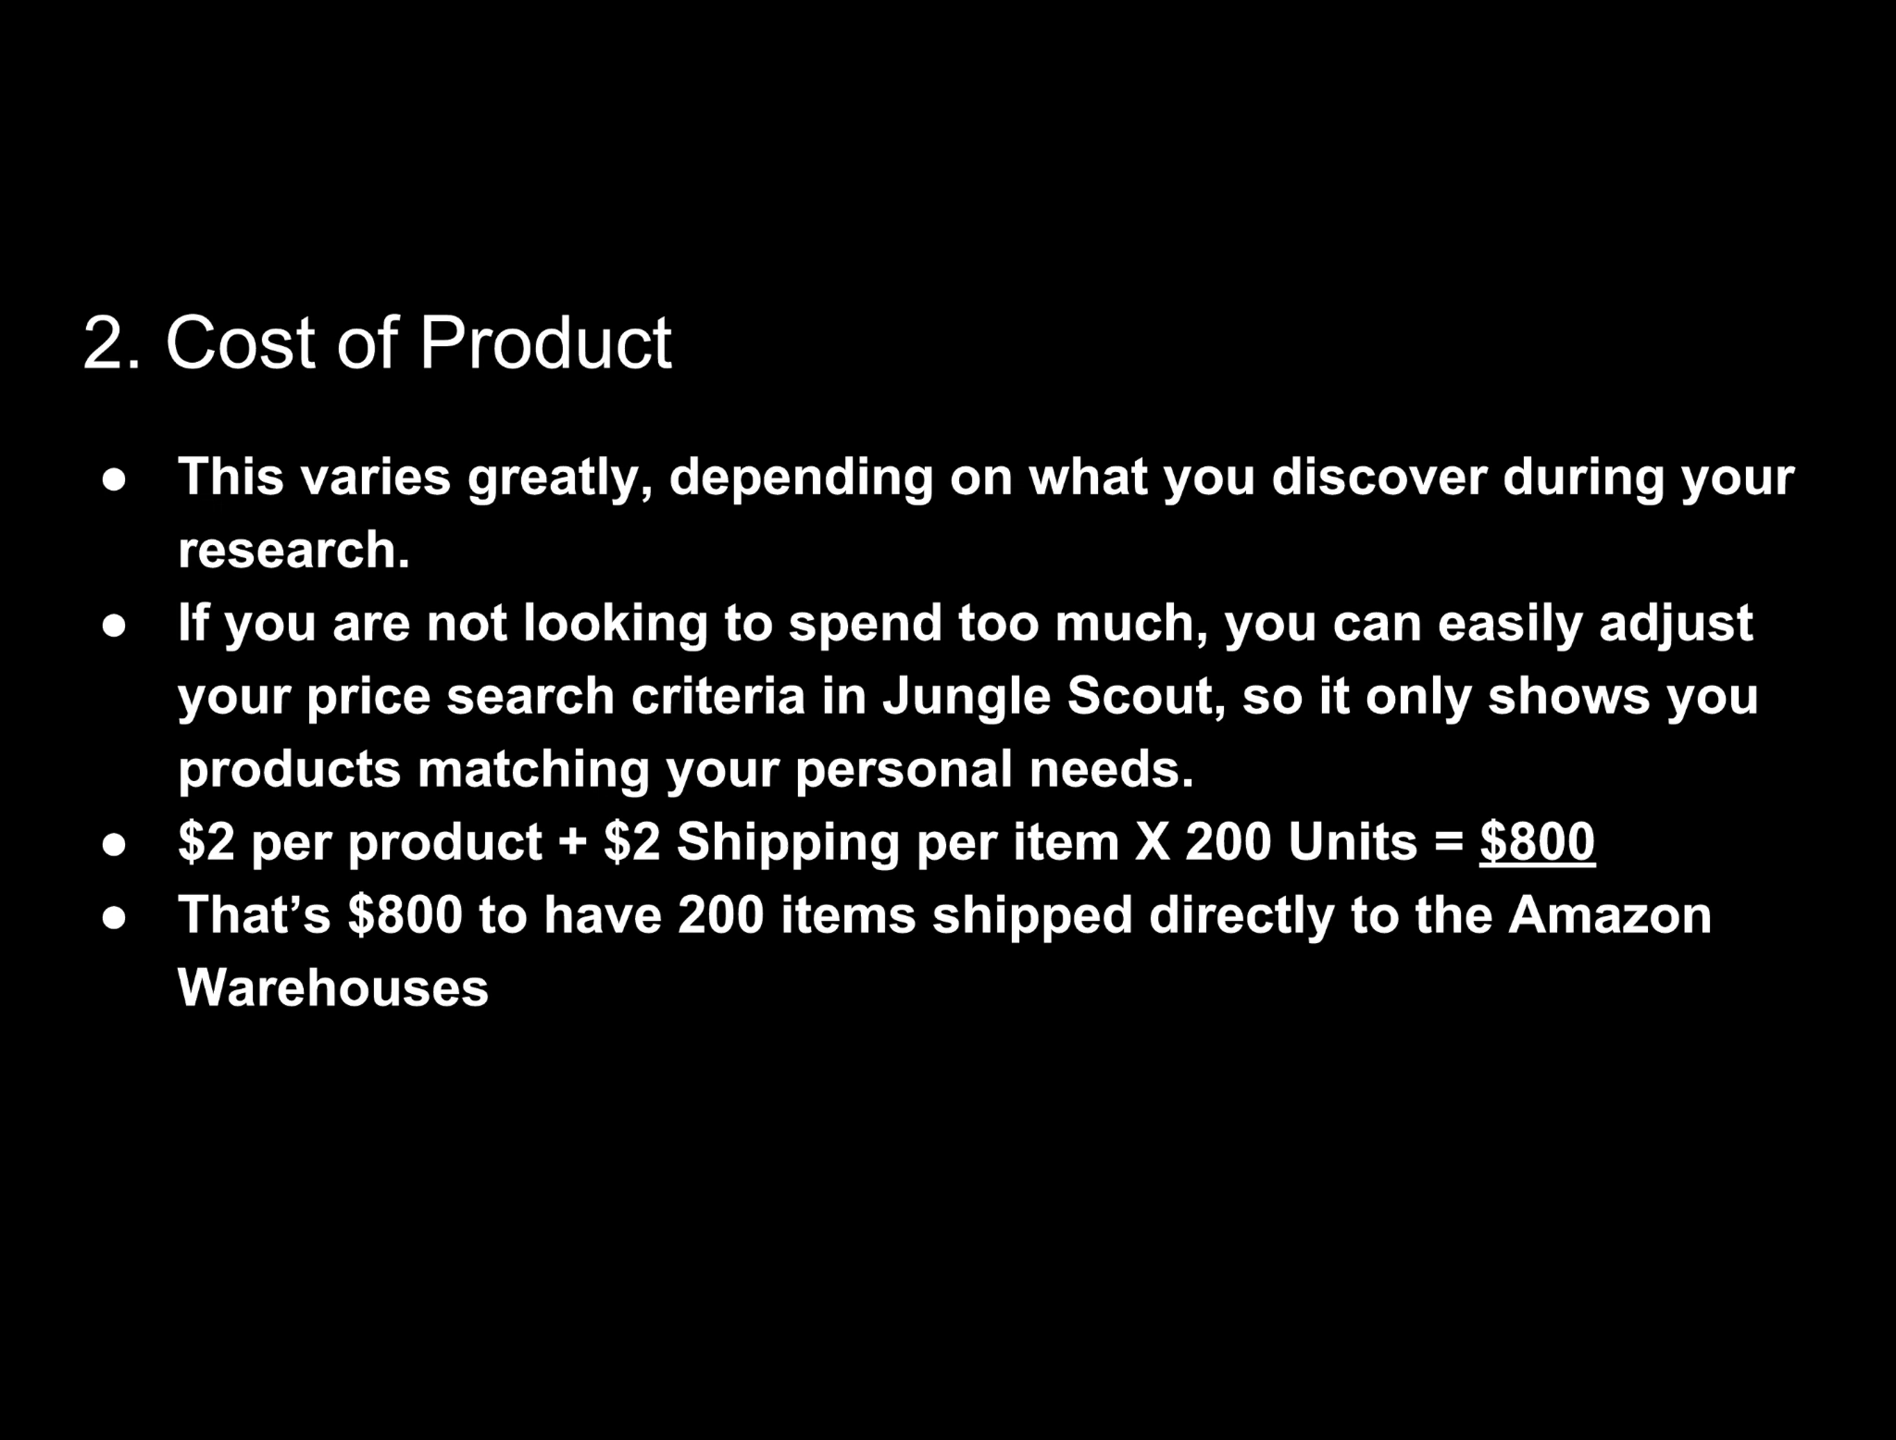 2. Cost of Product
● This varies greatly, depending on what you discover during your
research.
● If you are not looking to spend too much, you can easily adjust
your price search criteria in Jungle Scout, so it only shows you
products matching your personal needs.
● $2 per product + $2 Shipping per item X 200 Units = $800
● That’s $800 to have 200 items shipped directly to the Amazon
Warehouses